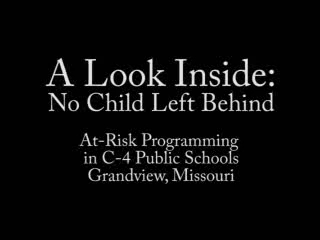 A Look Inside:
No Child Left Behind
At-Risk Programming
in C-4 Public Schools
Grandview, Missouri